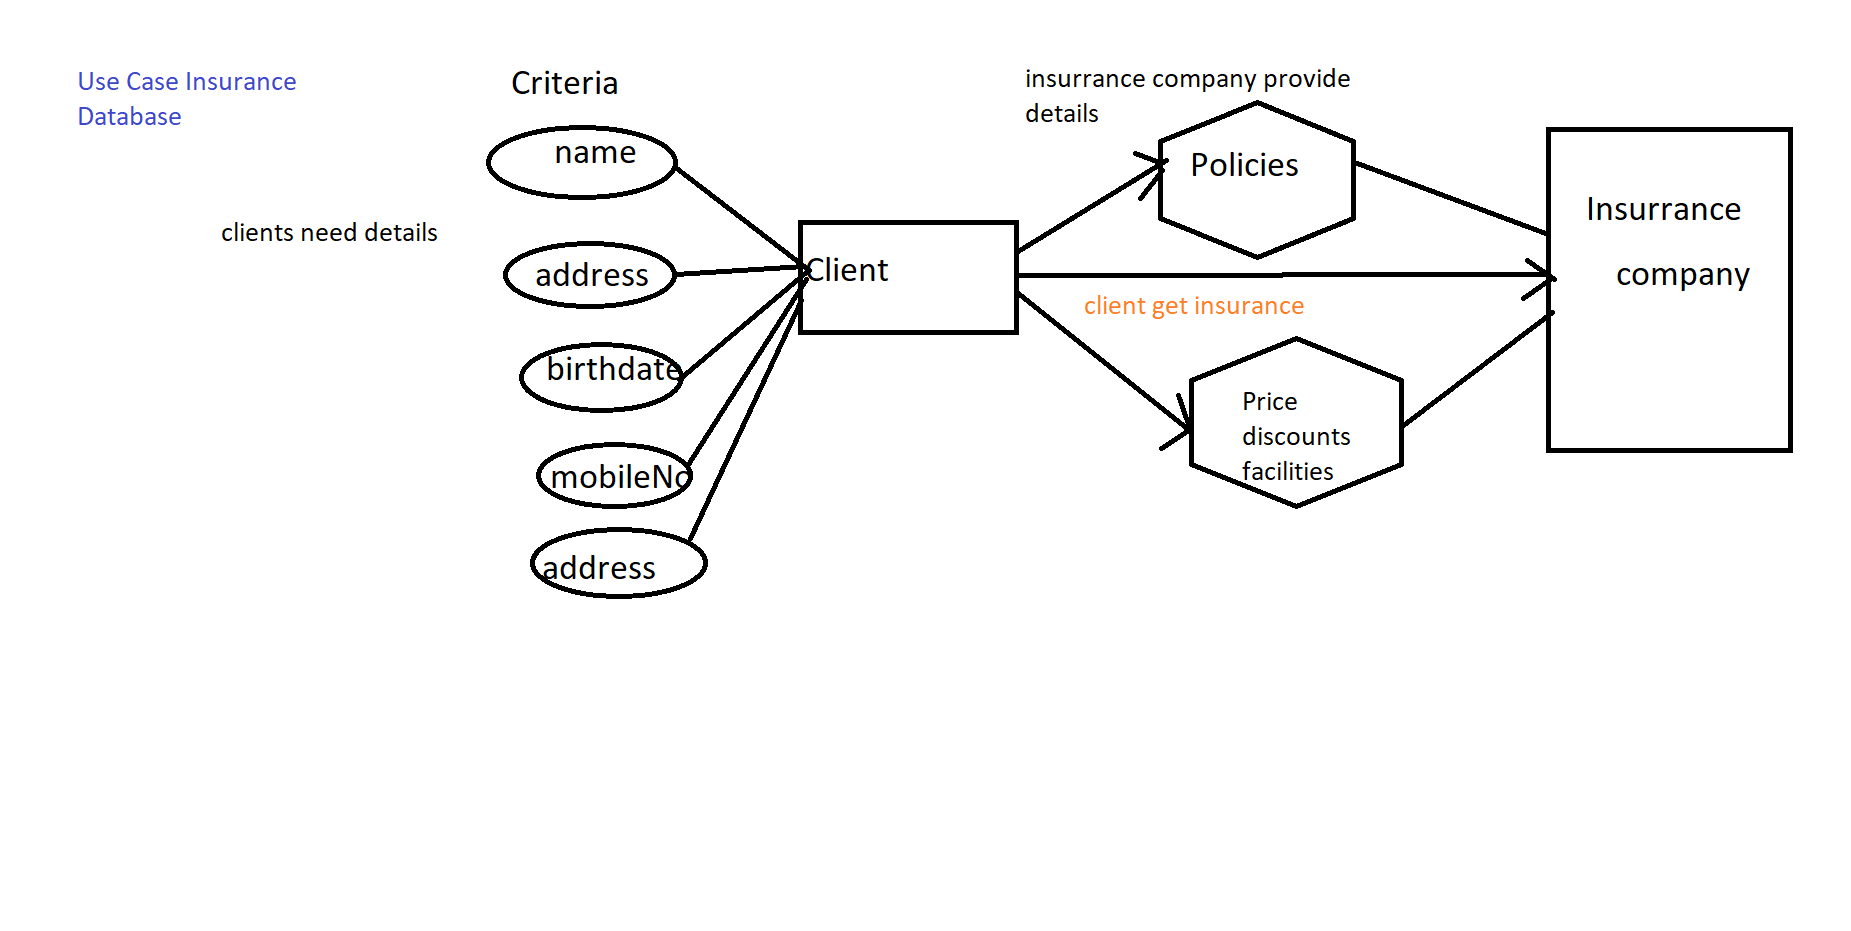 Use Case Insurance
Database
Criteria
insurrance company provide
details
name
Policies
Insurrance
company
clients need details
address
Client
client get insurance
birthdate
Price
discounts
facilities
mobileNo
address